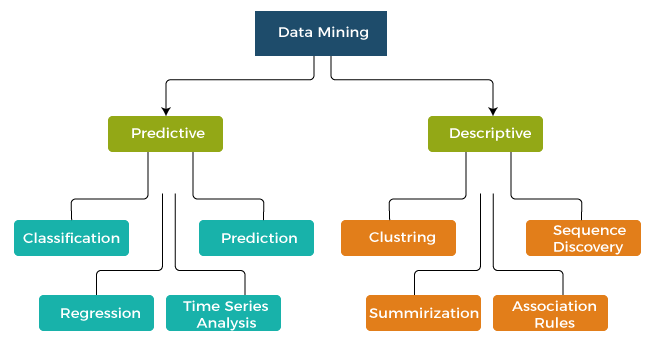 Data Mining
Predictive
Descriptive
Classification
Prediction
Clustring
Sequence
Discovery
Regression
Time Series
Analysis
Summirization
Association
Rules